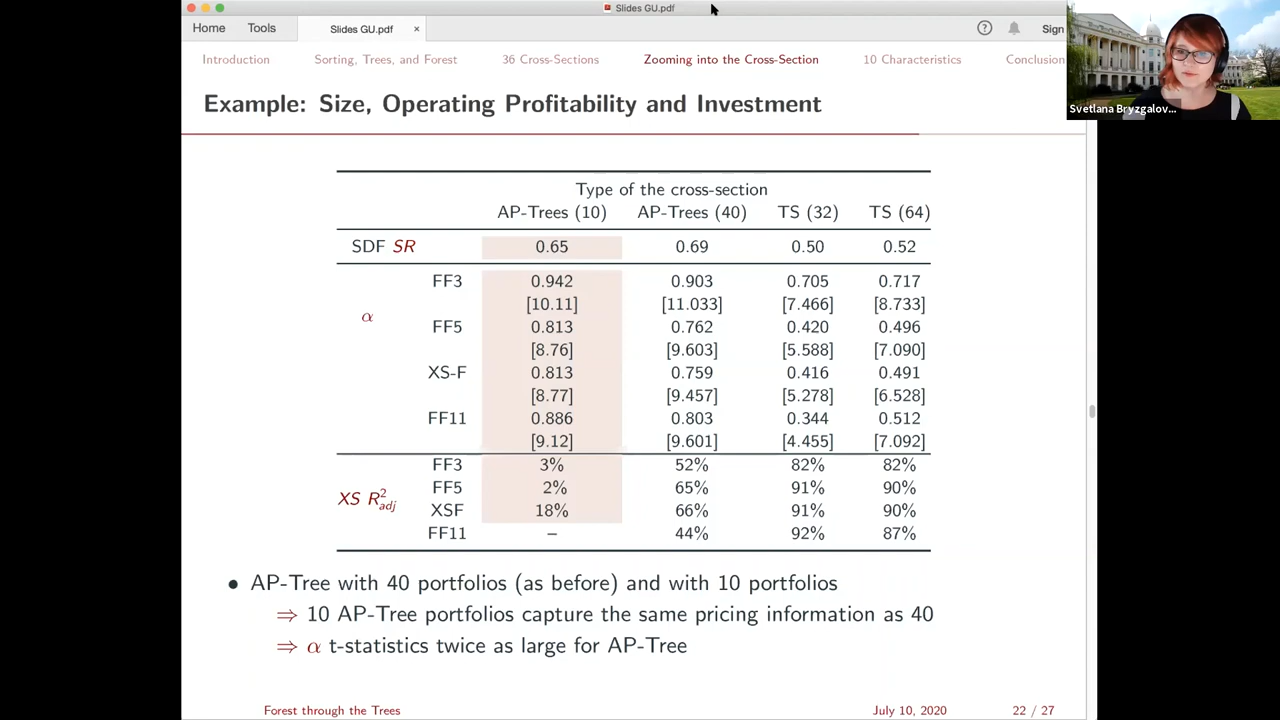 Slides GU.pdf
Home Tools Slides GU.pdf × ? Sign
Introduction Sorting, Trees, and Forest 36 Cross-Sections Zooming into the Cross-Section 10 Characteristics Conclusion
Svetlana Bryzgalov...
Example: Size, Operating Profitability and Investment
Type of the cross-section
AP-Trees (10) AP-Trees (40) TS (32) TS (64)
SDF SR 0.65 0.69 0.50 0.52
FF3 0.942 0.903 0.705 0.717
[10.11] [11.033] [7.466] [8.733]
α
FF5 0.813 0.762 0.420 0.496
[8.76] [9.603] [5.588] [7.090]
XS-F 0.813 0.759 0.416 0.491
[8.77] [9.457] [5.278] [6.528]
FF11 0.886 0.803 0.344 0.512
[9.12] [9.601] [4.455] [7.092]
FF3 3% 52% 82% 82%
FF5 2% 65% 91% 90%
XS R²adj
XSF 18% 66% 91% 90%
FF11 – 44% 92% 87%
● AP-Tree with 40 portfolios (as before) and with 10 portfolios
⇒ 10 AP-Tree portfolios capture the same pricing information as 40
⇒ α t-statistics twice as large for AP-Tree
Forest through the Trees July 10, 2020 22 / 27